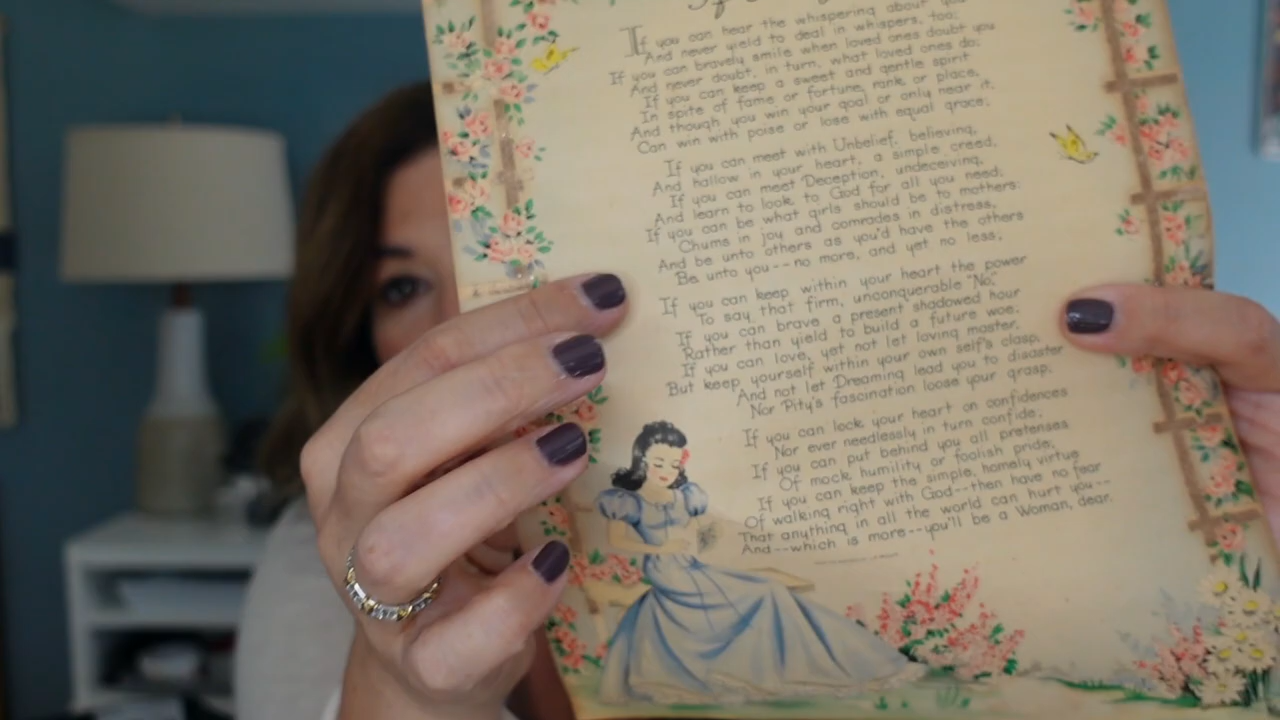 If you can hear the whispering about you
And never yield to deal in whispers, too;
If you can bravely smile when loved ones doubt you
And never doubt, in turn, what loved ones do;
If you can keep a sweet and gentle spirit
In spite of fame or fortune, rank or place,
And though you win your goal or only near it,
Can win with poise or lose with equal grace;
If you can meet with Unbelief, believing,
And hallow in your heart, a simple creed,
If you can meet Deception, undeceiving,
And learn to look to God for all you need;
If you can be what girls should be to mothers:
Chums in joy and comrades in distress,
And be unto others as you'd have the others
Be unto you--no more, and yet no less;
If you can keep within your heart the power
To say that firm, unconquerable "No,"
If you can brave a present shadowed hour
Rather than yield to build a future woe,
If you can love, yet not let loving master,
But keep yourself within your own self's clasp,
And not let Dreaming lead you to disaster
Nor Pity's fascination loose your grasp;
If you can lock your heart on confidences
Nor ever needlessly in turn confide;
If you can put behind you all pretenses
Of mock humility or foolish pride;
If you can keep the simple, homely virtue
Of walking right with God--then have no fear
That anything in all the world can hurt you--
And--which is more--you'll be a Woman, dear.